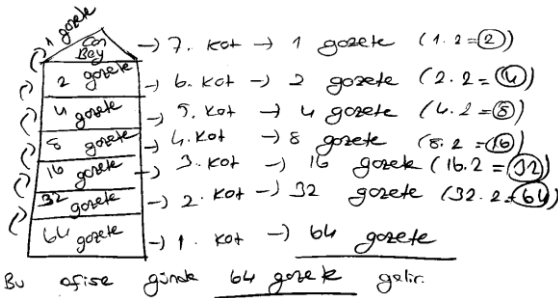 1 gazete
Can Bey → 7. kat → 1 gazete (1.2=2)
2 gazete → 6. kat → 2 gazete (2.2=4)
4 gazete → 5. kat → 4 gazete (4.2=8)
8 gazete → 4. kat → 8 gazete (8.2=16)
16 gazete → 3. kat → 16 gazete (16.2=32)
32 gazete → 2. kat → 32 gazete (32.2=64)
64 gazete → 1. kat → 64 gazete
Bu ofise günde 64 gazete gelir.